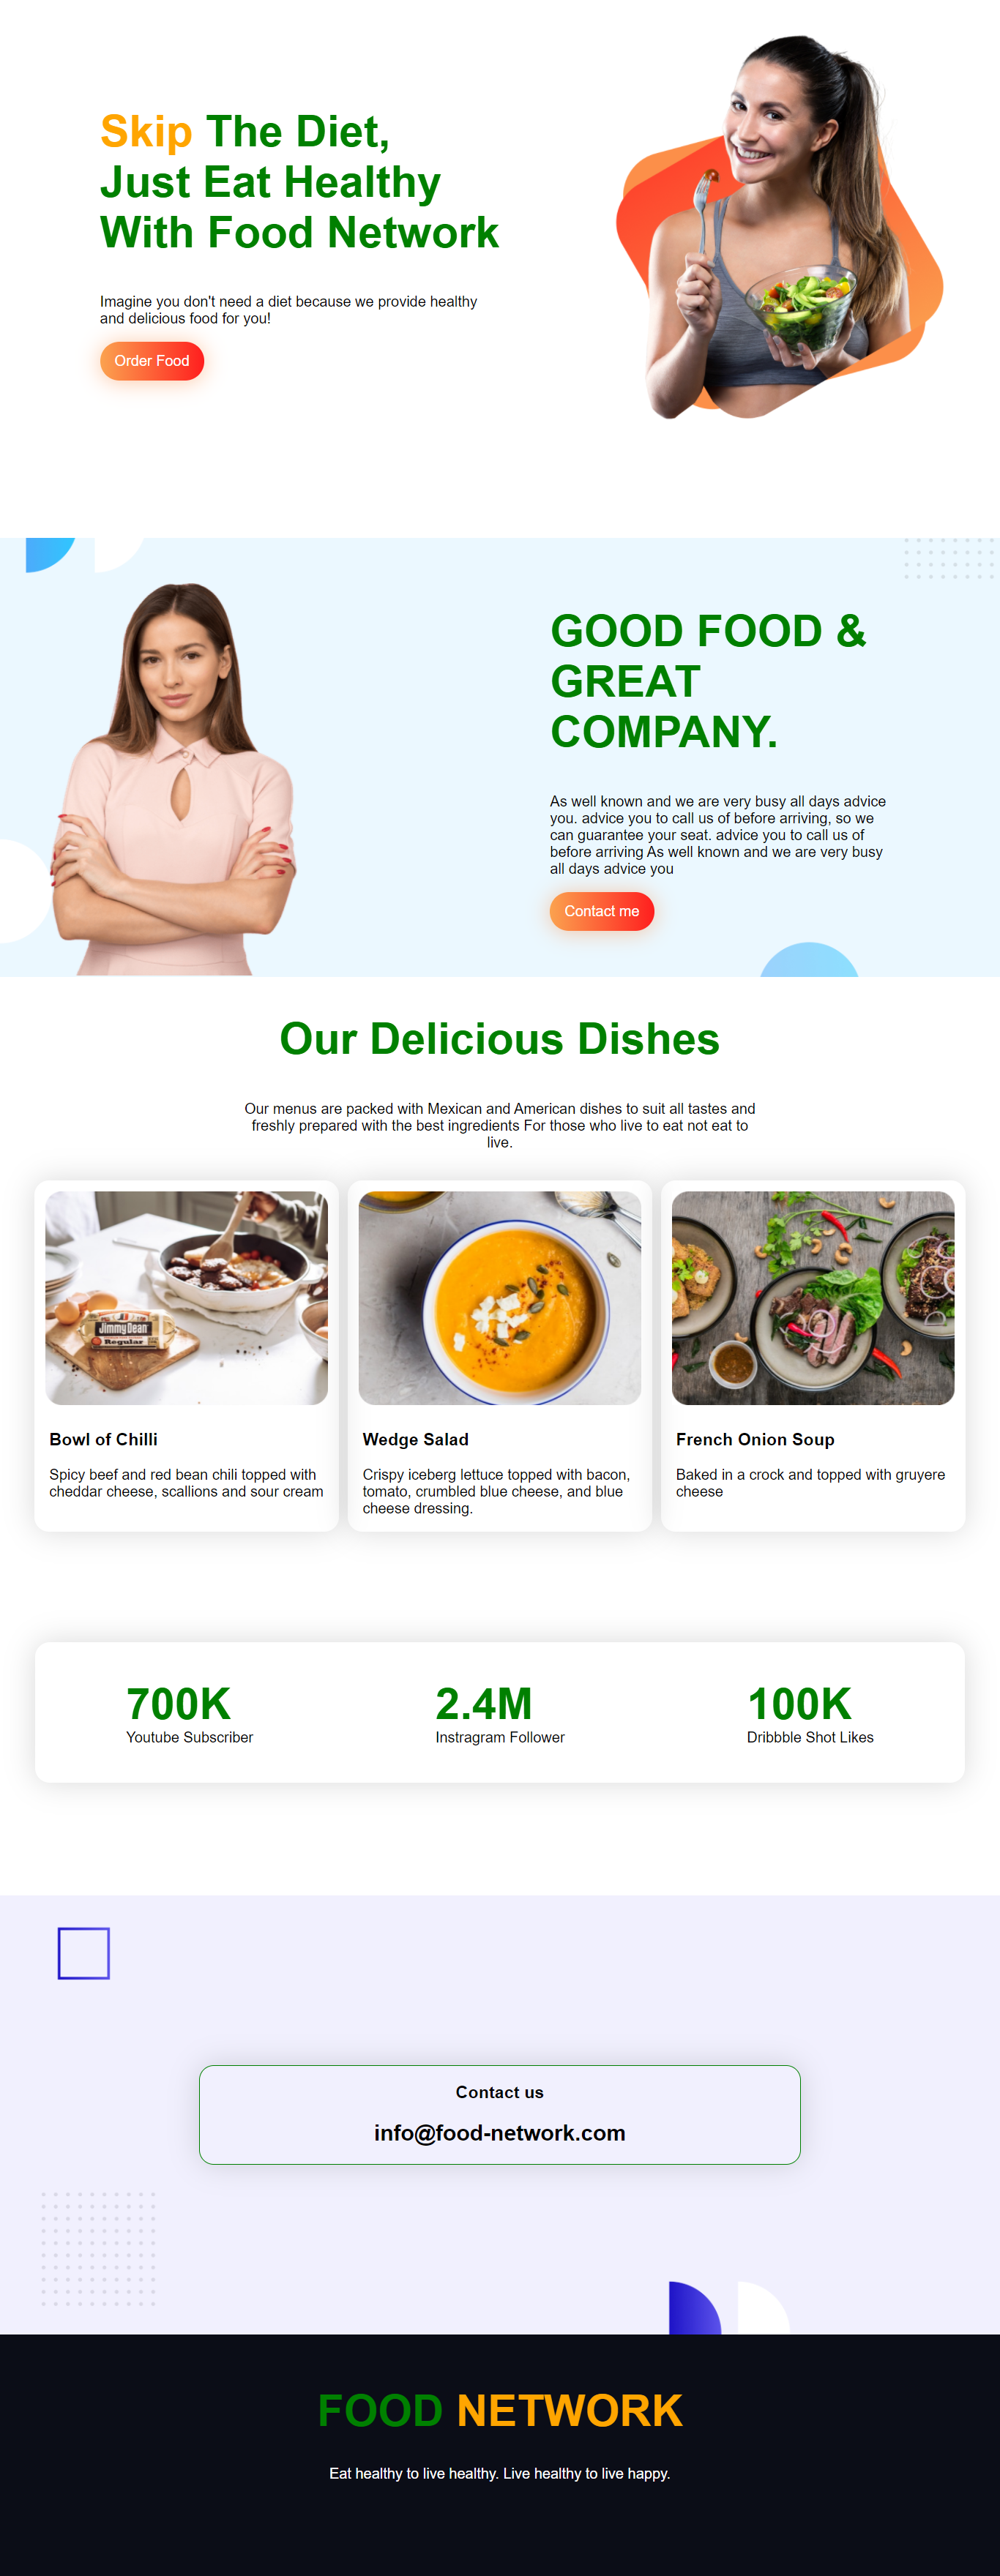 Skip The Diet,
Just Eat Healthy
With Food Network
Imagine you don't need a diet because we provide healthy
and delicious food for you!
Order Food
GOOD FOOD &
GREAT
COMPANY.
As well known and we are very busy all days advice
you. advice you to call us of before arriving, so we
can guarantee your seat. advice you to call us of
before arriving As well known and we are very busy
all days advice you
Contact me
Our Delicious Dishes
Our menus are packed with Mexican and American dishes to suit all tastes and
freshly prepared with the best ingredients For those who live to eat not eat to
live.
Jimmy Dean
Regular
Bowl of Chilli
Spicy beef and red bean chili topped with
cheddar cheese, scallions and sour cream
Wedge Salad
Crispy iceberg lettuce topped with bacon,
tomato, crumbled blue cheese, and blue
cheese dressing.
French Onion Soup
Baked in a crock and topped with gruyere
cheese
700K
Youtube Subscriber
2.4M
Instragram Follower
100K
Dribbble Shot Likes
Contact us
info@food-network.com
FOOD NETWORK
Eat healthy to live healthy. Live healthy to live happy.